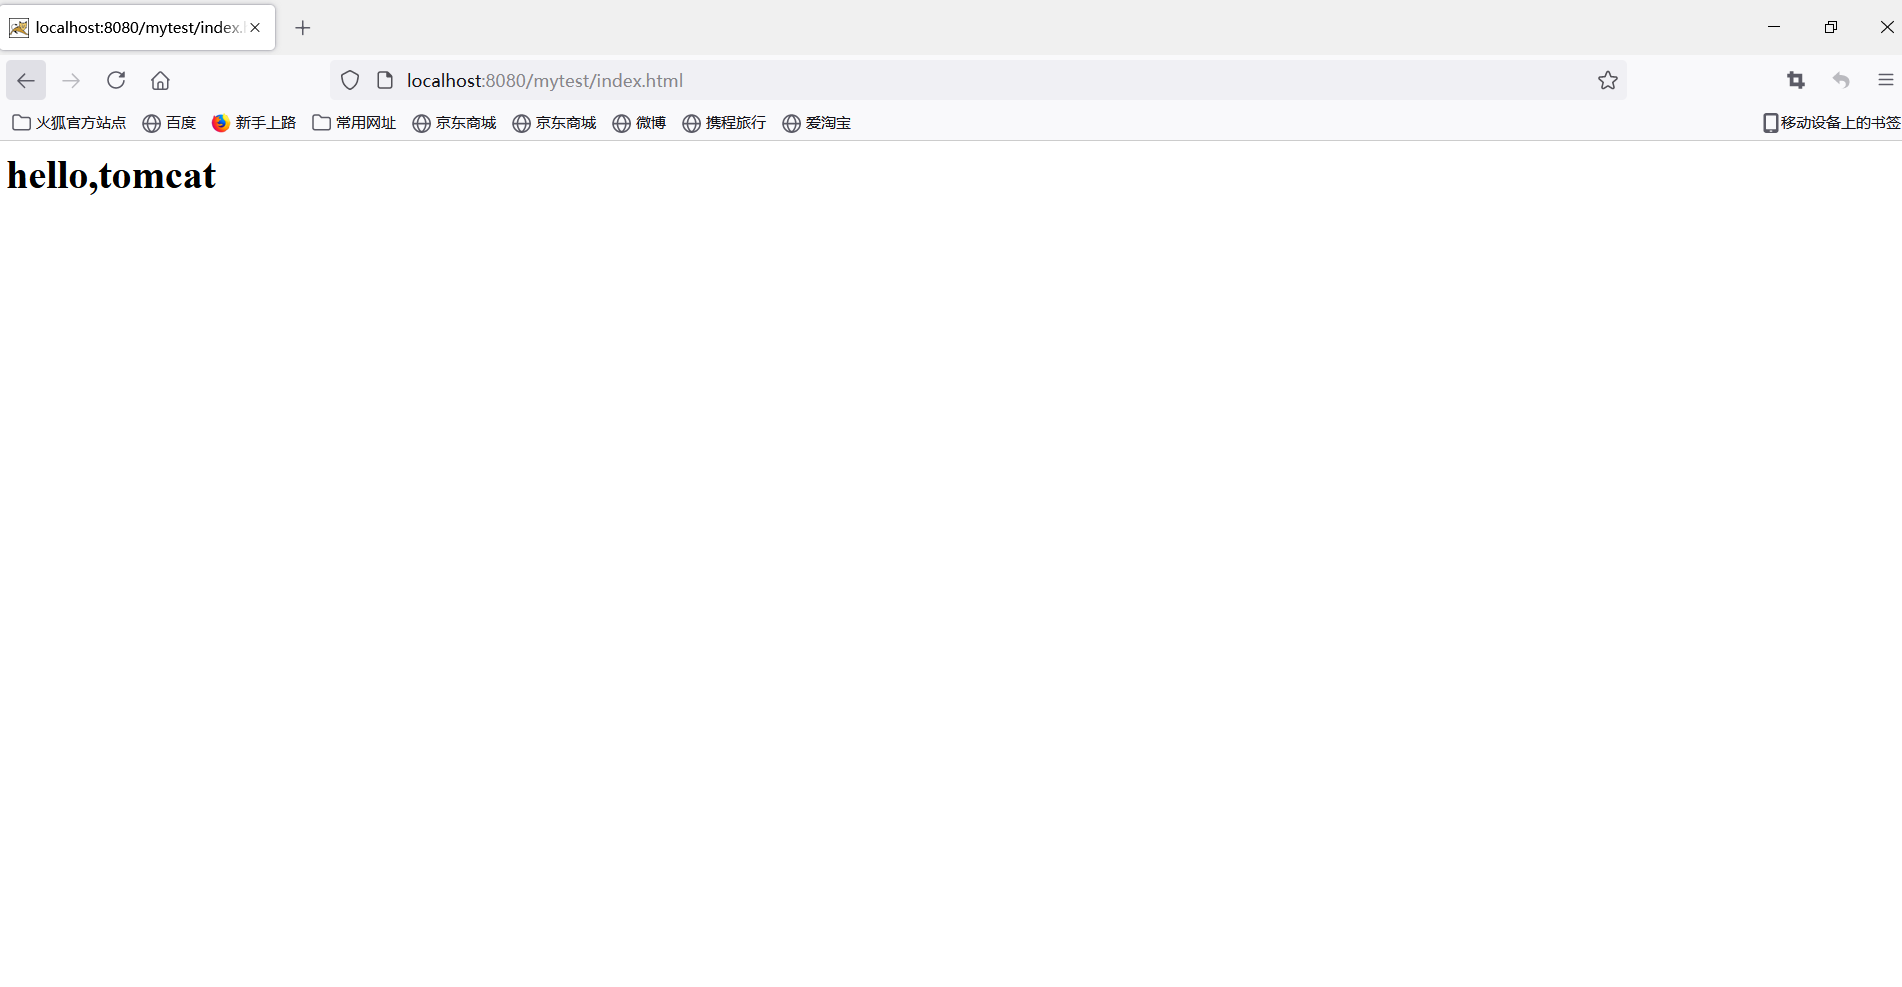 localhost:8080/mytest/index.
localhost:8080/mytest/index.html
火狐官方站点 百度 新手上路 常用网址 京东商城 京东商城 微博 携程旅行 爱淘宝 移动设备上的书签
hello,tomcat